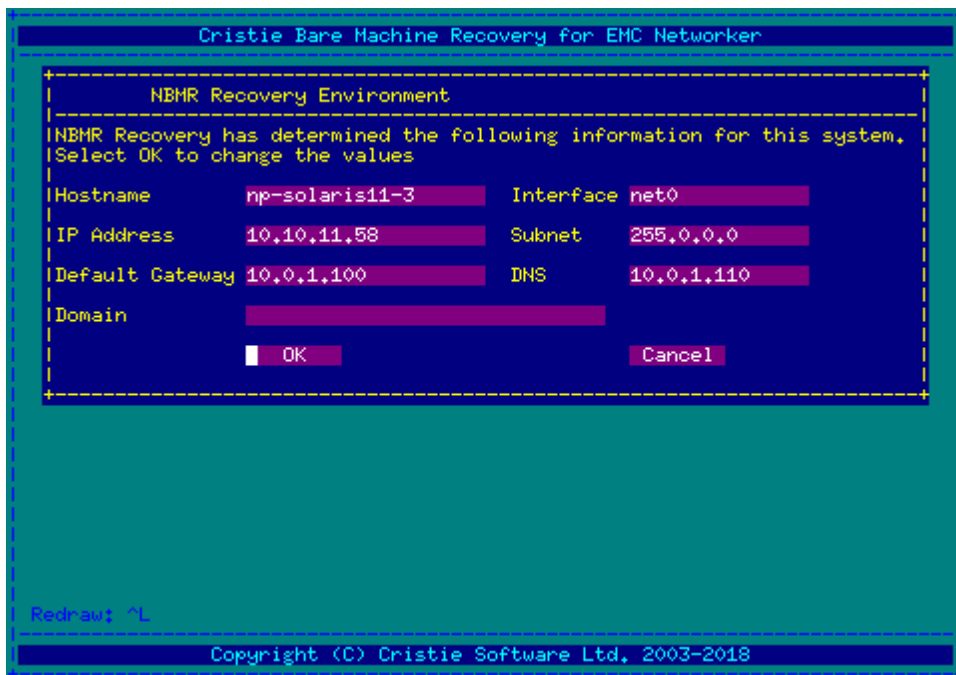 Cristie Bare Machine Recovery for EMC Networker
NBMR Recovery Environment
NBMR Recovery has determined the following information for this system.
Select OK to change the values
Hostname np-solaris11-3 Interface net0
IP Address 10.10.11.58 Subnet 255.0.0.0
Default Gateway 10.0.1.100 DNS 10.0.1.110
Domain
OK Cancel
Redraw: ^L
Copyright (C) Cristie Software Ltd. 2003-2018